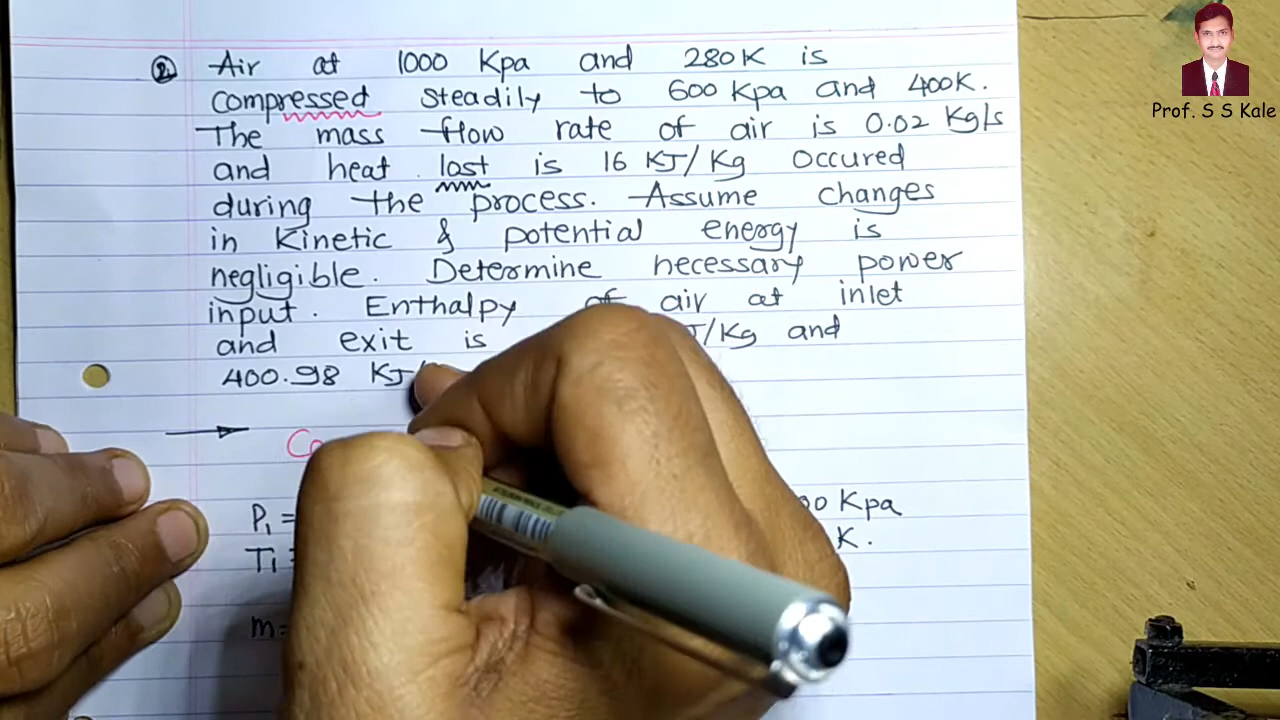 2. Air at 1000 Kpa and 280K is
compressed steadily to 600 Kpa and 400K.
The mass flow rate of air is 0.02 Kg/s
and heat lost is 16 KJ/Kg Occured
during the process. Assume changes
in Kinetic & potential energy is
negligible. Determine necessary power
input. Enthalpy of air at inlet
and exit is J/Kg and
400.98 KJ/
P1 = 00 Kpa
T1 = K.
m=
Prof. S S Kale